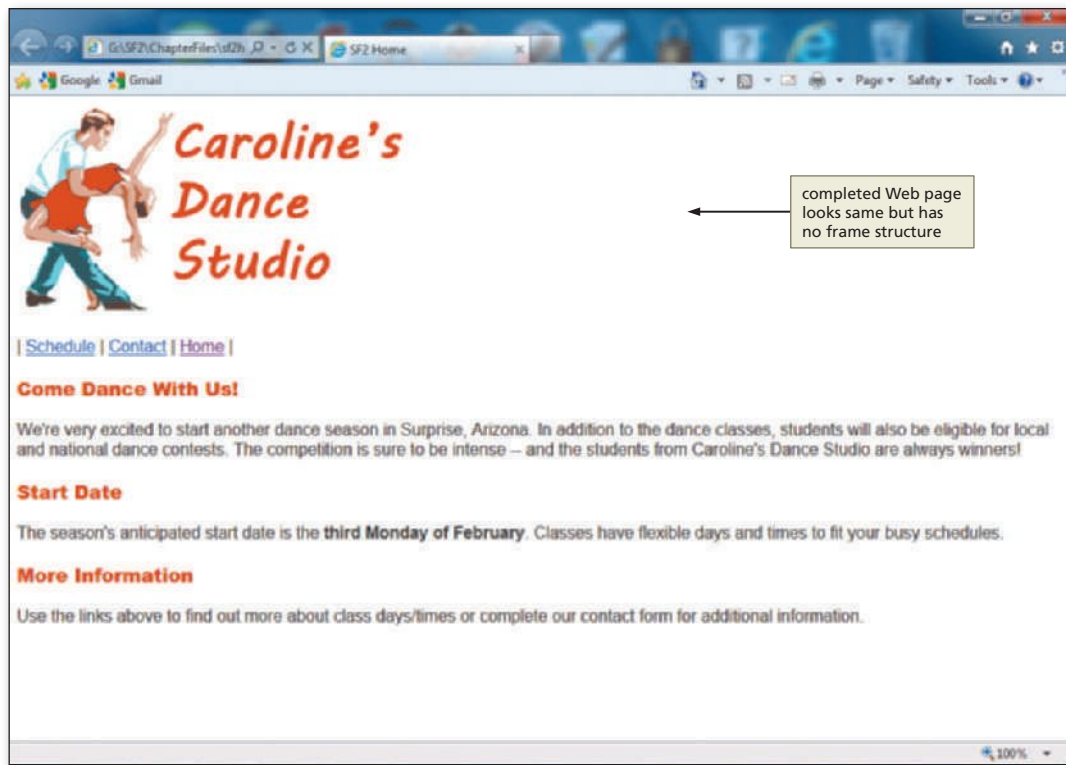 G:\SF2\ChapterFiles\sf2h
SF2 Home
Google Gmail
Page Safety Tools
Caroline's
Dance
Studio
completed Web page
looks same but has
no frame structure
| Schedule | Contact | Home |
Come Dance With Us!
We're very excited to start another dance season in Surprise, Arizona. In addition to the dance classes, students will also be eligible for local
and national dance contests. The competition is sure to be intense – and the students from Caroline's Dance Studio are always winners!
Start Date
The season's anticipated start date is the third Monday of February. Classes have flexible days and times to fit your busy schedules.
More Information
Use the links above to find out more about class days/times or complete our contact form for additional information.
100%